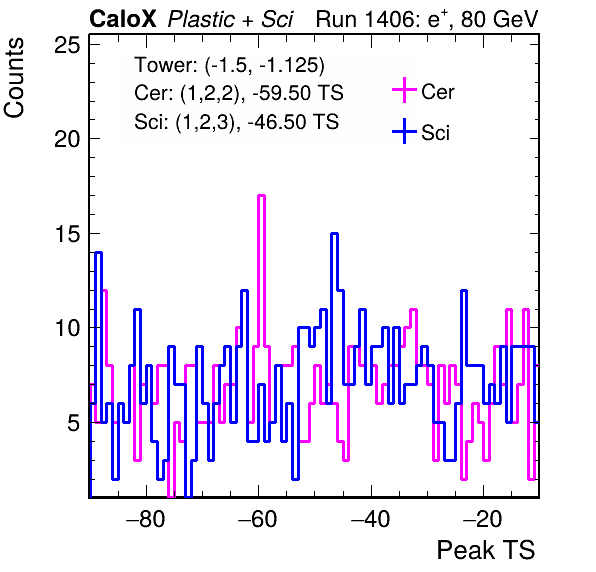 CaloX Plastic + Sci Run 1406: e⁺, 80 GeV
Tower: (-1.5, -1.125)
Cer: (1,2,2), -59.50 TS
Sci: (1,2,3), -46.50 TS
Cer
Sci
Counts
25
20
15
10
5
−80 −60 −40 −20
Peak TS